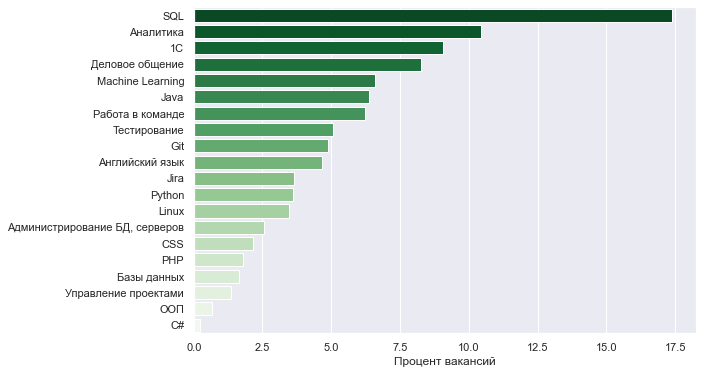 SQL
Аналитика
1С
Деловое общение
Machine Learning
Java
Работа в команде
Тестирование
Git
Английский язык
Jira
Python
Linux
Администрирование БД, серверов
CSS
PHP
Базы данных
Управление проектами
ООП
C#
0.0 2.5 5.0 7.5 10.0 12.5 15.0 17.5
Процент вакансий